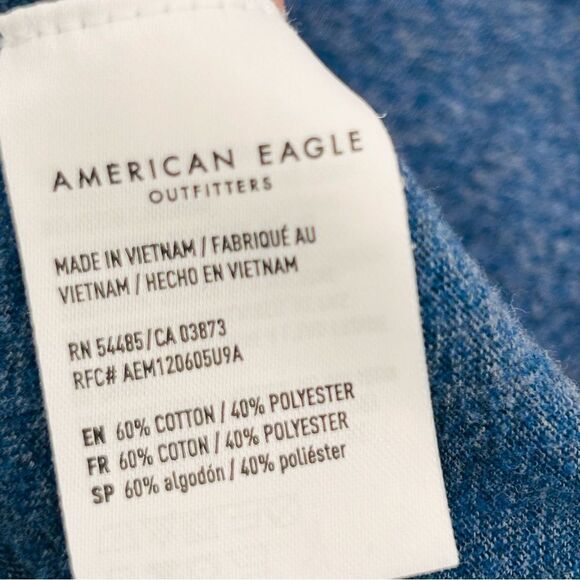 AMERICAN EAGLE
OUTFITTERS
MADE IN VIETNAM / FABRIQUÉ AU
VIETNAM / HECHO EN VIETNAM
RN 54485/CA 03873
RFC# AEM120605U9A
EN 60% COTTON / 40% POLYESTER
FR 60% COTON / 40% POLYESTER
SP 60% algodón / 40% poliéster